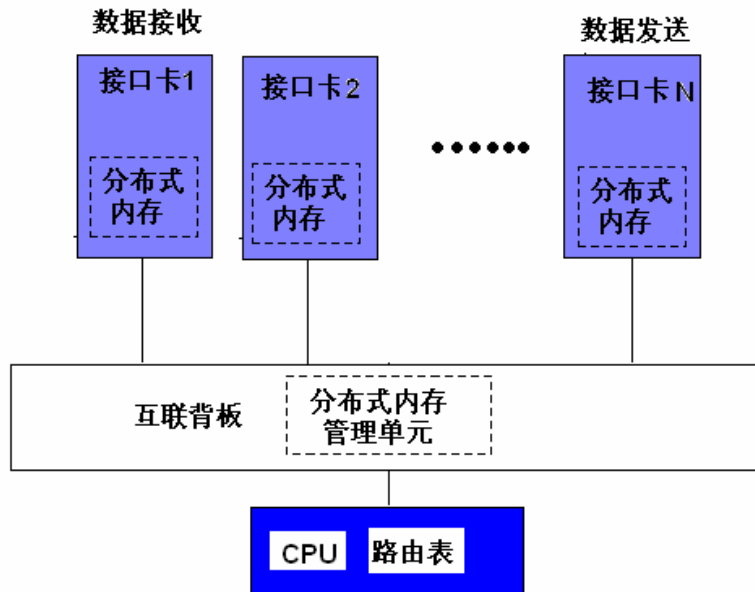 数据接收
数据发送
接口卡1
接口卡2
接口卡N
分布式
内存
分布式
内存
分布式
内存
互联背板
分布式内存
管理单元
CPU
路由表